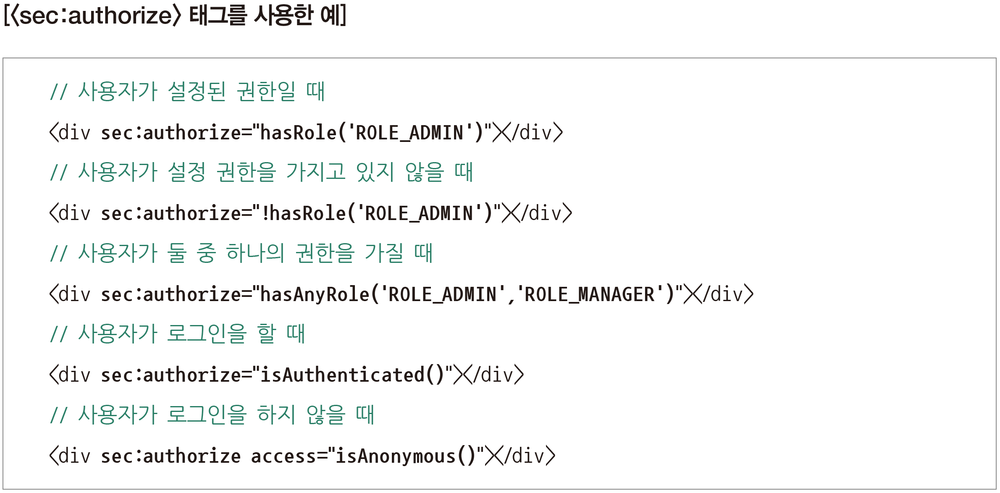 [<sec:authorize> 태그를 사용한 예]
// 사용자가 설정된 권한일 때
<div sec:authorize="hasRole('ROLE_ADMIN')"></div>
// 사용자가 설정 권한을 가지고 있지 않을 때
<div sec:authorize="!hasRole('ROLE_ADMIN')"></div>
// 사용자가 둘 중 하나의 권한을 가질 때
<div sec:authorize="hasAnyRole('ROLE_ADMIN','ROLE_MANAGER')"></div>
// 사용자가 로그인을 할 때
<div sec:authorize="isAuthenticated()"></div>
// 사용자가 로그인을 하지 않을 때
<div sec:authorize access="isAnonymous()"></div>